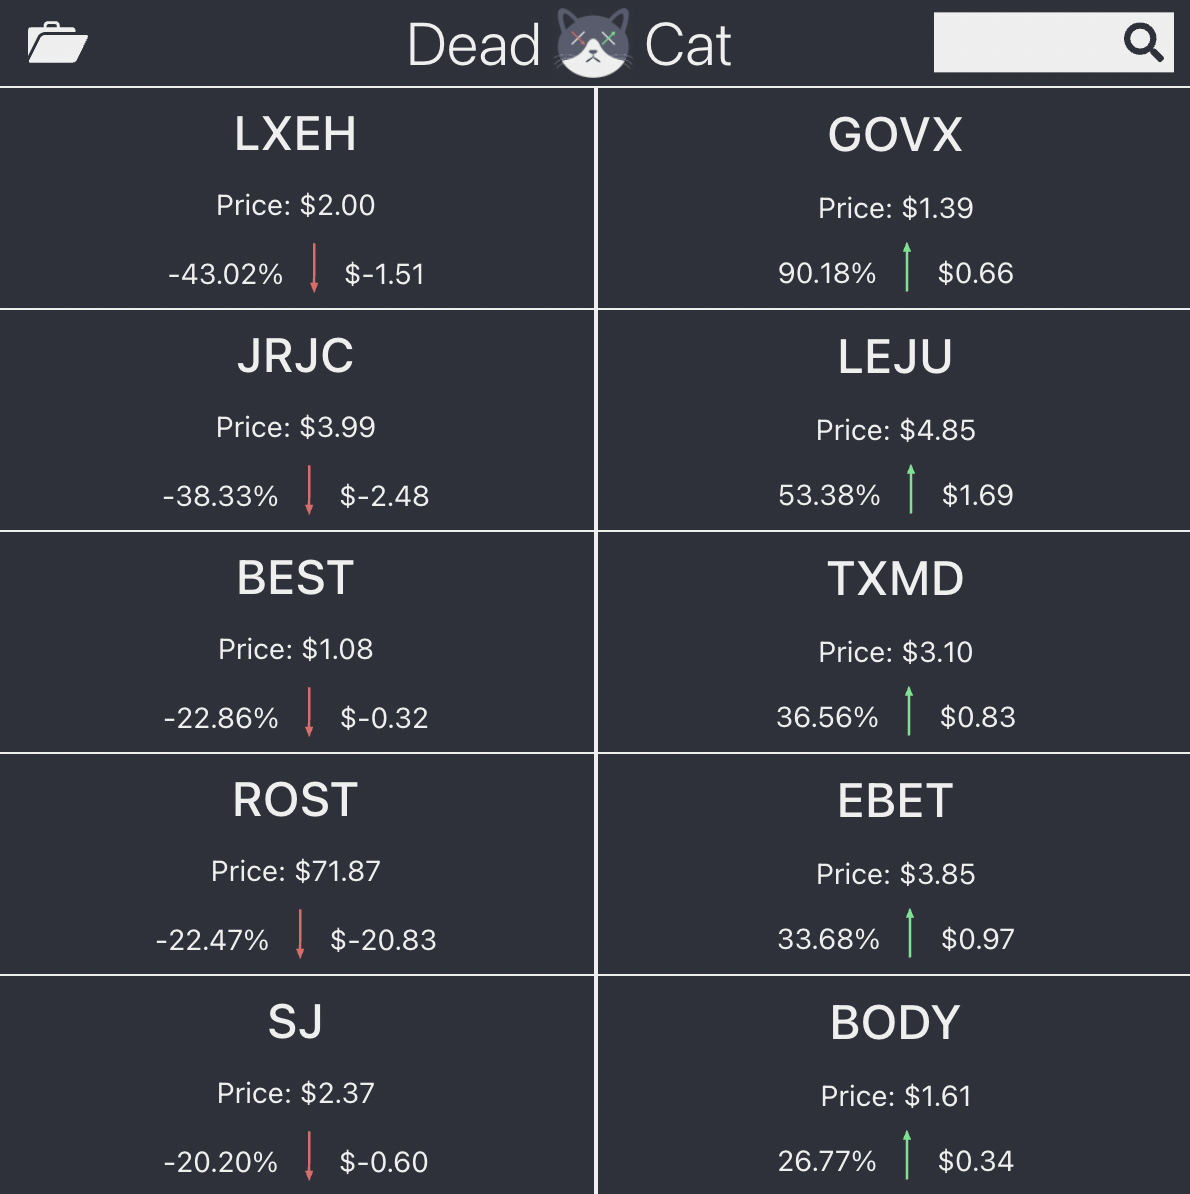 Dead Cat
LXEH
Price: $2.00
-43.02% $-1.51
GOVX
Price: $1.39
90.18% $0.66
JRJC
Price: $3.99
-38.33% $-2.48
LEJU
Price: $4.85
53.38% $1.69
BEST
Price: $1.08
-22.86% $-0.32
TXMD
Price: $3.10
36.56% $0.83
ROST
Price: $71.87
-22.47% $-20.83
EBET
Price: $3.85
33.68% $0.97
SJ
Price: $2.37
-20.20% $-0.60
BODY
Price: $1.61
26.77% $0.34